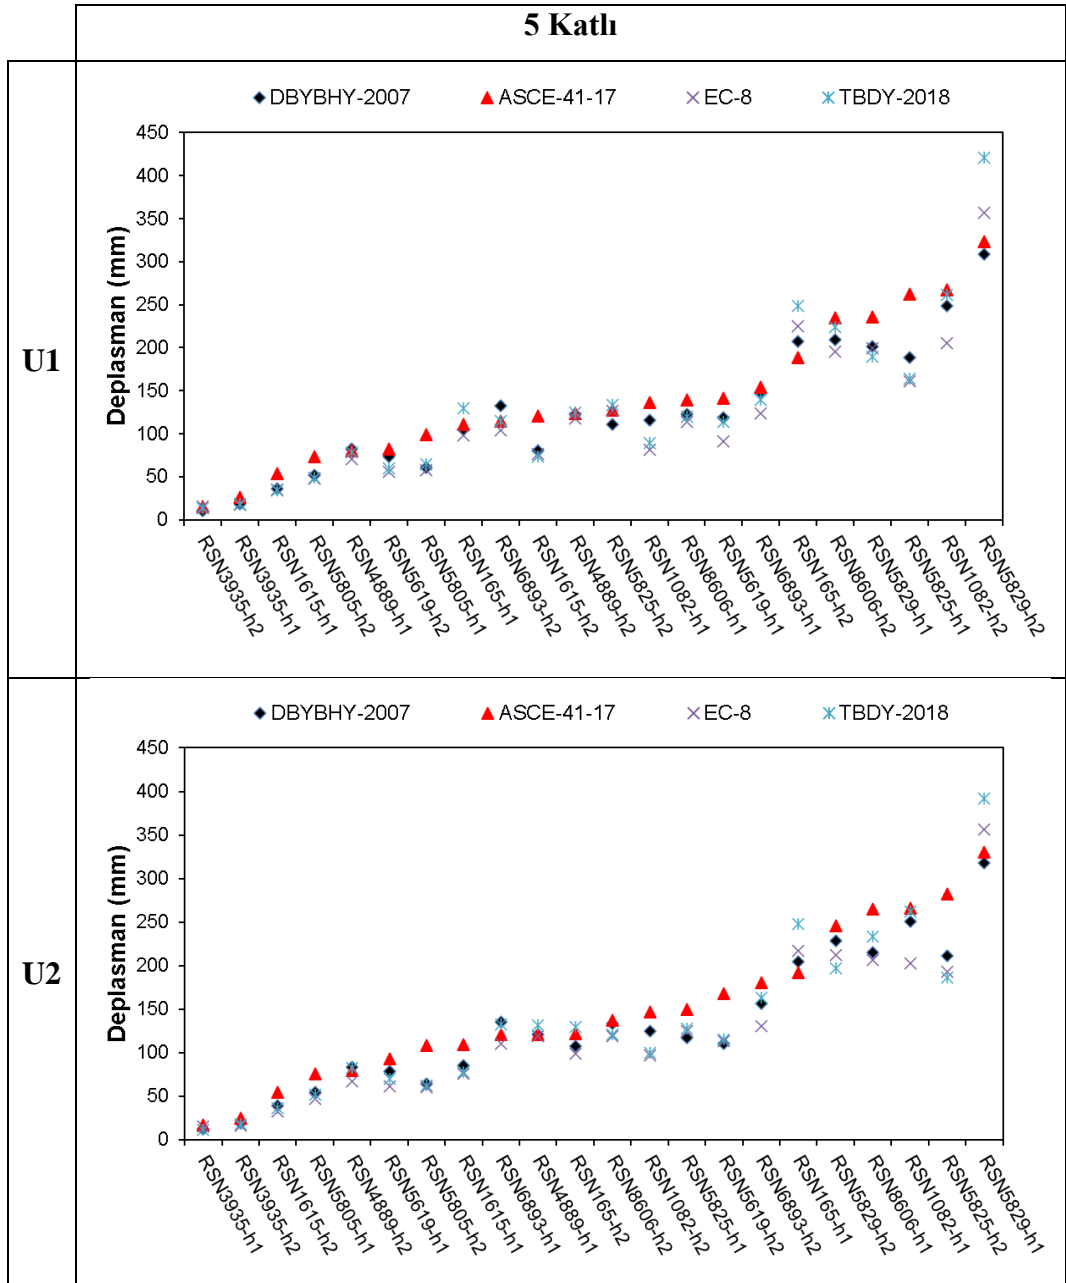 5 Katlı
U1
DBYBHY-2007 ASCE-41-17 EC-8 TBDY-2018
Deplasman (mm)
450
400
350
300
250
200
150
100
50
0
RSN3935-h2
RSN3935-h1
RSN1615-h1
RSN5805-h2
RSN4889-h1
RSN5619-h2
RSN5805-h1
RSN165-h1
RSN6893-h2
RSN1615-h2
RSN4889-h2
RSN5825-h2
RSN1082-h1
RSN8606-h1
RSN5619-h1
RSN6893-h1
RSN165-h2
RSN8606-h2
RSN5829-h1
RSN5825-h1
RSN1082-h2
RSN5829-h2
U2
DBYBHY-2007 ASCE-41-17 EC-8 TBDY-2018
Deplasman (mm)
450
400
350
300
250
200
150
100
50
0
RSN3935-h1
RSN3935-h2
RSN1615-h2
RSN5805-h1
RSN4889-h2
RSN5619-h1
RSN5805-h2
RSN1615-h1
RSN6893-h1
RSN4889-h1
RSN165-h2
RSN8606-h2
RSN1082-h2
RSN5825-h1
RSN5619-h2
RSN6893-h2
RSN165-h1
RSN5829-h2
RSN8606-h1
RSN1082-h1
RSN5825-h2
RSN5829-h1